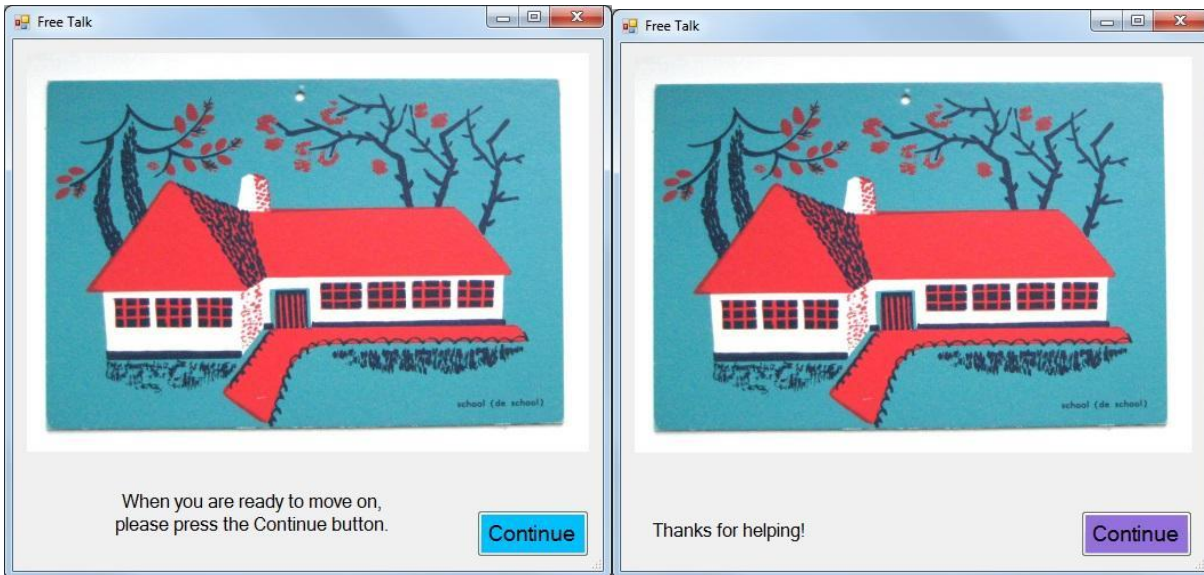 Free Talk
school (de school)
When you are ready to move on,
please press the Continue button.
Continue
Free Talk
school (de school)
Thanks for helping!
Continue